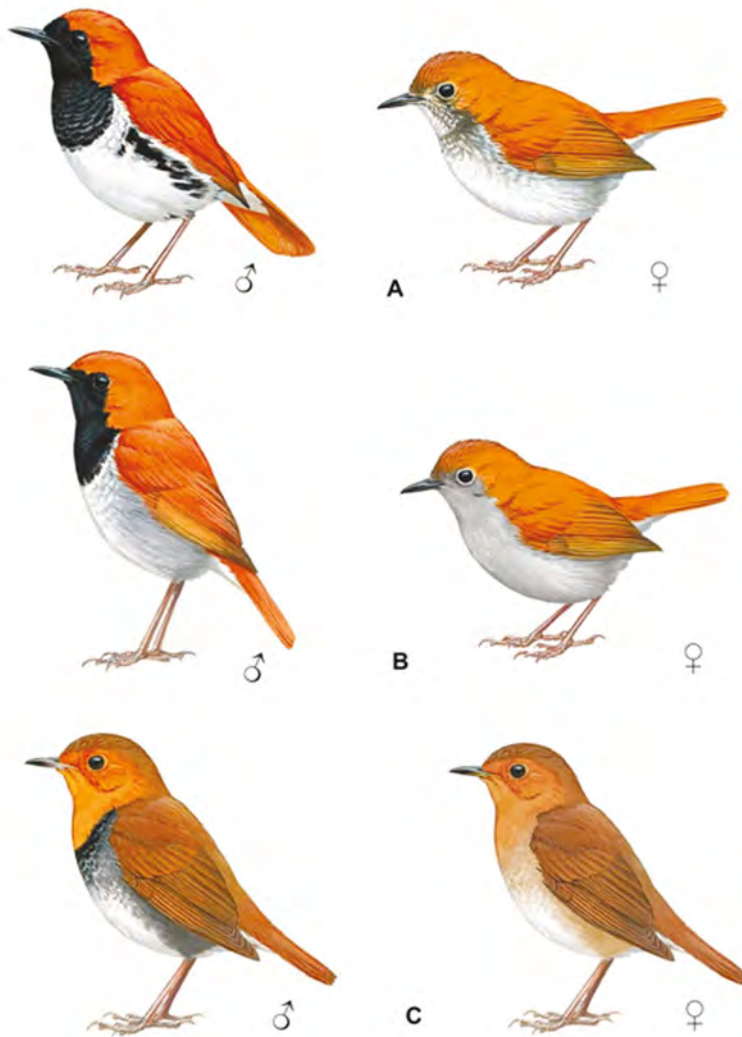 ♂ A ♀
♂ B ♀
♂ C ♀